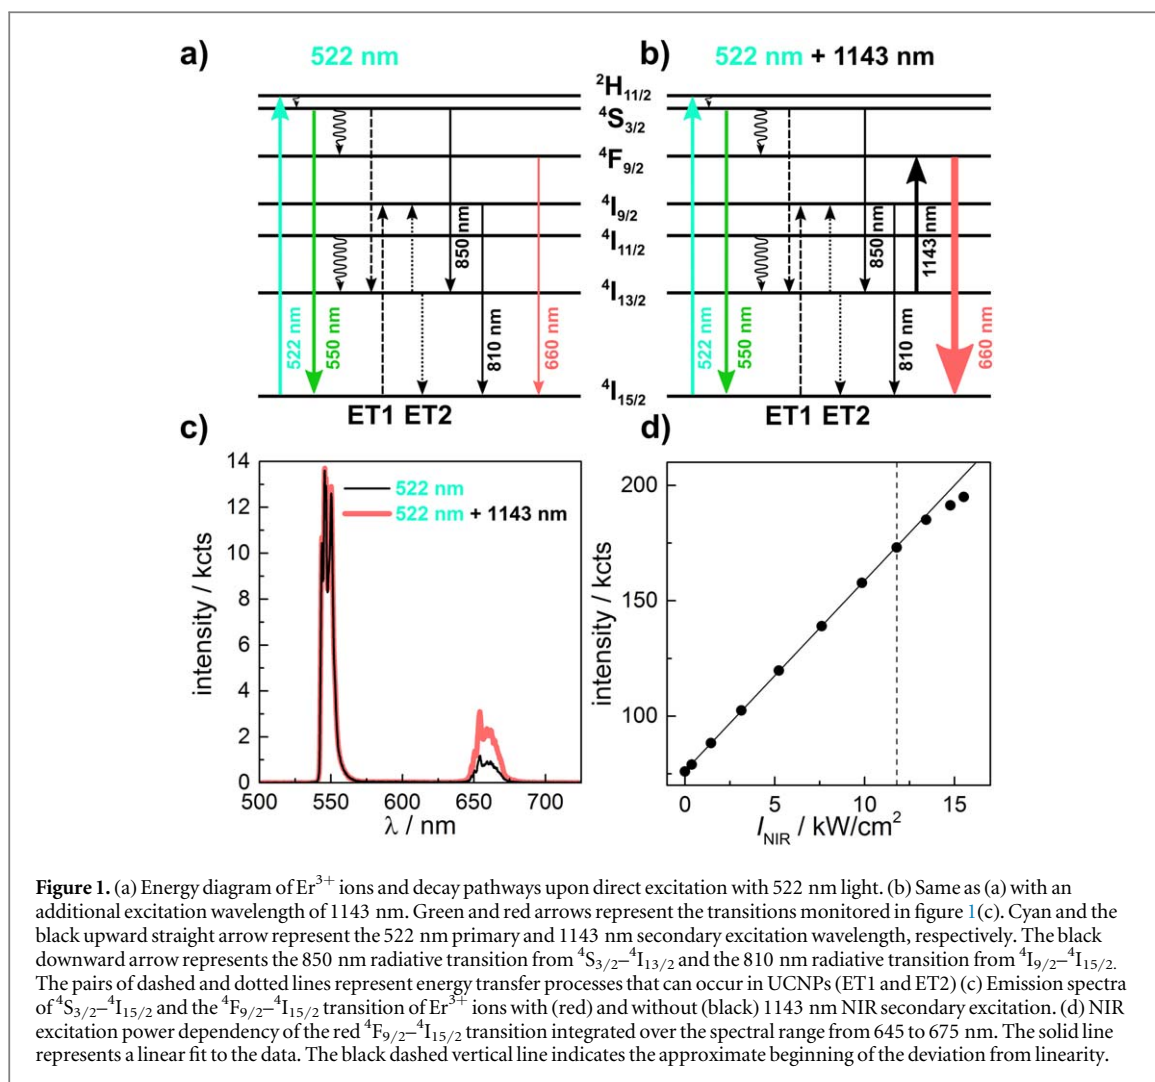 a)
522 nm
b)
522 nm + 1143 nm
²H₁₁/₂
⁴S₃/₂
⁴F₉/₂
⁴I₉/₂
⁴I₁₁/₂
⁴I₁₃/₂
⁴I₁₅/₂
522 nm
550 nm
850 nm
810 nm
660 nm
ET1 ET2
522 nm
550 nm
850 nm
810 nm
1143 nm
660 nm
ET1 ET2
c)
14
12
10
8
6
4
2
0
intensity / kcts
522 nm
522 nm + 1143 nm
500 550 600 650 700
λ / nm
d)
200
150
100
intensity / kcts
0 5 10 15
I_NIR / kW/cm²
Figure 1. (a) Energy diagram of Er³⁺ ions and decay pathways upon direct excitation with 522 nm light. (b) Same as (a) with an
additional excitation wavelength of 1143 nm. Green and red arrows represent the transitions monitored in figure 1(c). Cyan and the
black upward straight arrow represent the 522 nm primary and 1143 nm secondary excitation wavelength, respectively. The black
downward arrow represents the 850 nm radiative transition from ⁴S₃/₂–⁴I₁₃/₂ and the 810 nm radiative transition from ⁴I₉/₂–⁴I₁₅/₂.
The pairs of dashed and dotted lines represent energy transfer processes that can occur in UCNPs (ET1 and ET2) (c) Emission spectra
of ⁴S₃/₂–⁴I₁₅/₂ and the ⁴F₉/₂–⁴I₁₅/₂ transition of Er³⁺ ions with (red) and without (black) 1143 nm NIR secondary excitation. (d) NIR
excitation power dependency of the red ⁴F₉/₂–⁴I₁₅/₂ transition integrated over the spectral range from 645 to 675 nm. The solid line
represents a linear fit to the data. The black dashed vertical line indicates the approximate beginning of the deviation from linearity.